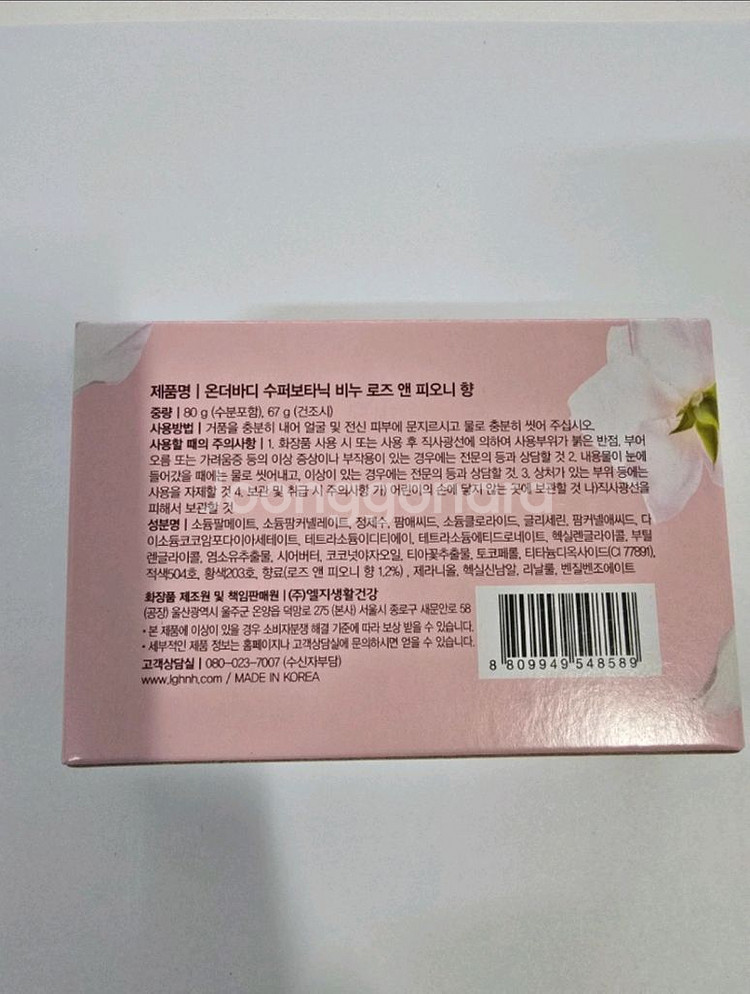 제품명 | 온더바디 수퍼보타닉 비누 로즈 앤 피오니 향
중량 | 80 g (수분포함), 67 g (건조시)
사용방법 | 거품을 충분히 내어 얼굴 및 전신 피부에 문지르시고 물로 충분히 씻어 주십시오.
사용할 때의 주의사항 | 1. 화장품 사용 시 또는 사용 후 직사광선에 의하여 사용부위가 붉은 반점, 부어
오름 또는 가려움증 등의 이상 증상이나 부작용이 있는 경우에는 전문의 등과 상담할 것 2. 내용물이 눈에
들어갔을 때에는 물로 씻어내고, 이상이 있는 경우에는 전문의 등과 상담할 것. 3. 상처가 있는 부위 등에는
사용을 자제할 것 4. 보관 및 취급 시 주의사항 가) 어린이의 손에 닿지 않는 곳에 보관할 것 나)직사광선을
피해서 보관할 것
성분명 | 소듐팔메이트, 소듐팜커넬레이트, 정제수, 팜애씨드, 소듐클로라이드, 글리세린, 팜커넬애씨드, 다
이소듐코코암포다이아세테이트, 테트라소듐이디티에이, 테트라소듐에티드로네이트, 헥실렌글라이콜, 부틸
렌글라이콜, 염소유추출물, 시어버터, 코코넛야자오일, 티아꽃추출물, 토코페롤, 티타늄디옥사이드(CI 77891),
적색504호, 황색203호, 향료(로즈 앤 피오니 향 1.2%) , 제라니올, 헥실신남알, 리날룰, 벤질벤조에이트
화장품 제조원 및 책임판매원 | (주)엘지생활건강
(공장) 울산광역시 울주군 온양읍 덕망로 275 (본사) 서울시 종로구 새문안로 58
• 본 제품에 이상이 있을 경우 소비자분쟁 해결 기준에 따라 보상 받을 수 있습니다.
• 세부적인 제품 정보는 홈페이지나 고객상담실에 문의하시면 얻을 수 있습니다.
고객상담실 | 080-023-7007 (수신자부담)
www.lghnh.com / MADE IN KOREA
8 809949 548589